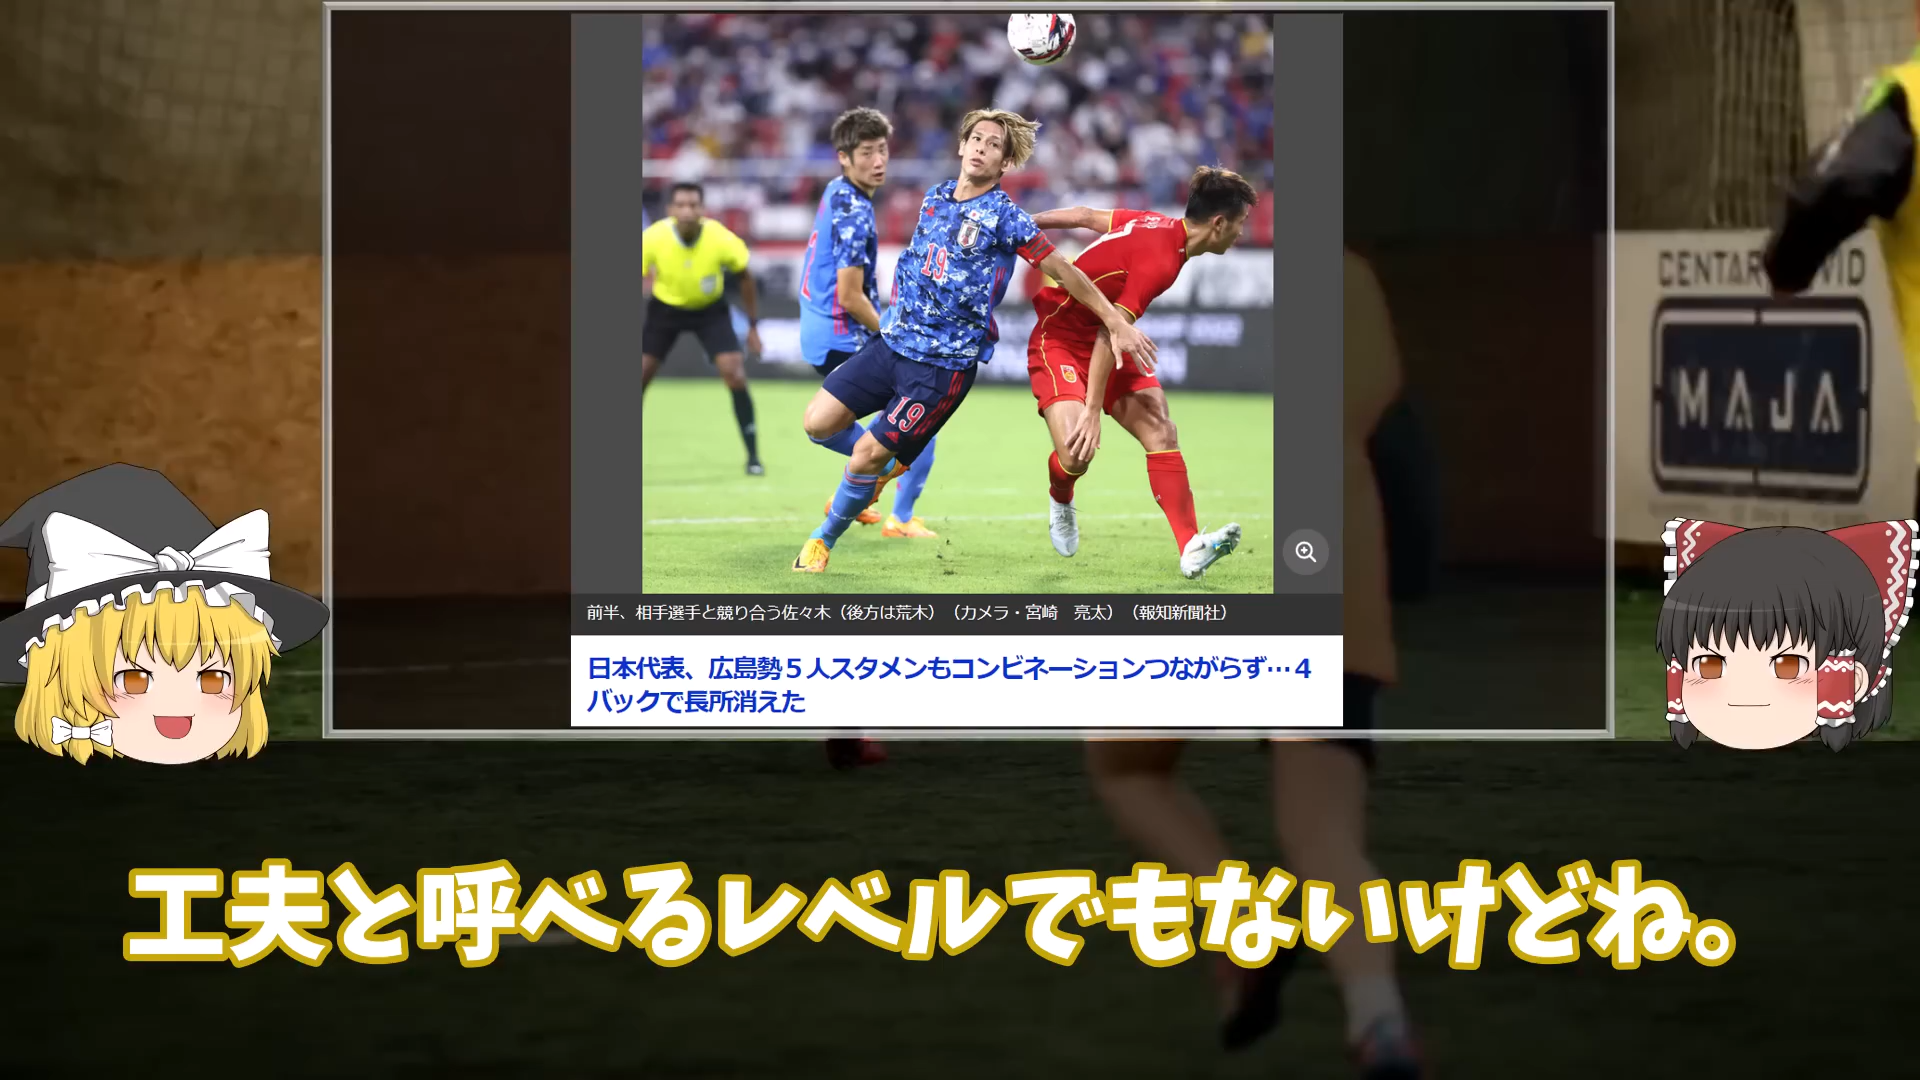 19
19
前半、相手選手と競り合う佐々木（後方は荒木）（カメラ・宮崎　亮太）（報知新聞社）
日本代表、広島勢５人スタメンもコンビネーションつながらず…４
バックで長所消えた
MAJA
工夫と呼べるレベルでもないけどね。